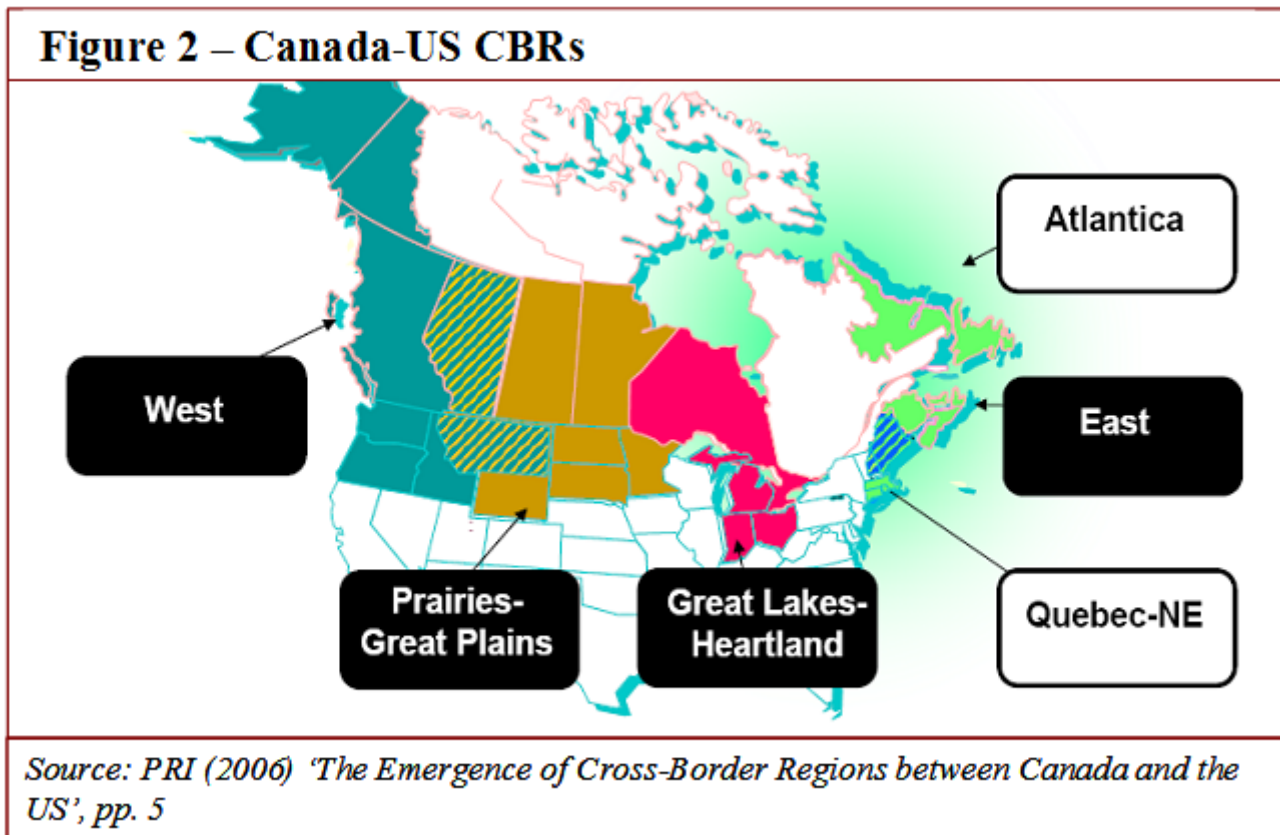 Figure 2 – Canada-US CBRs
Atlantica
West
East
Prairies-
Great Plains
Great Lakes-
Heartland
Quebec-NE
Source: PRI (2006) ‘The Emergence of Cross-Border Regions between Canada and the
US’, pp. 5